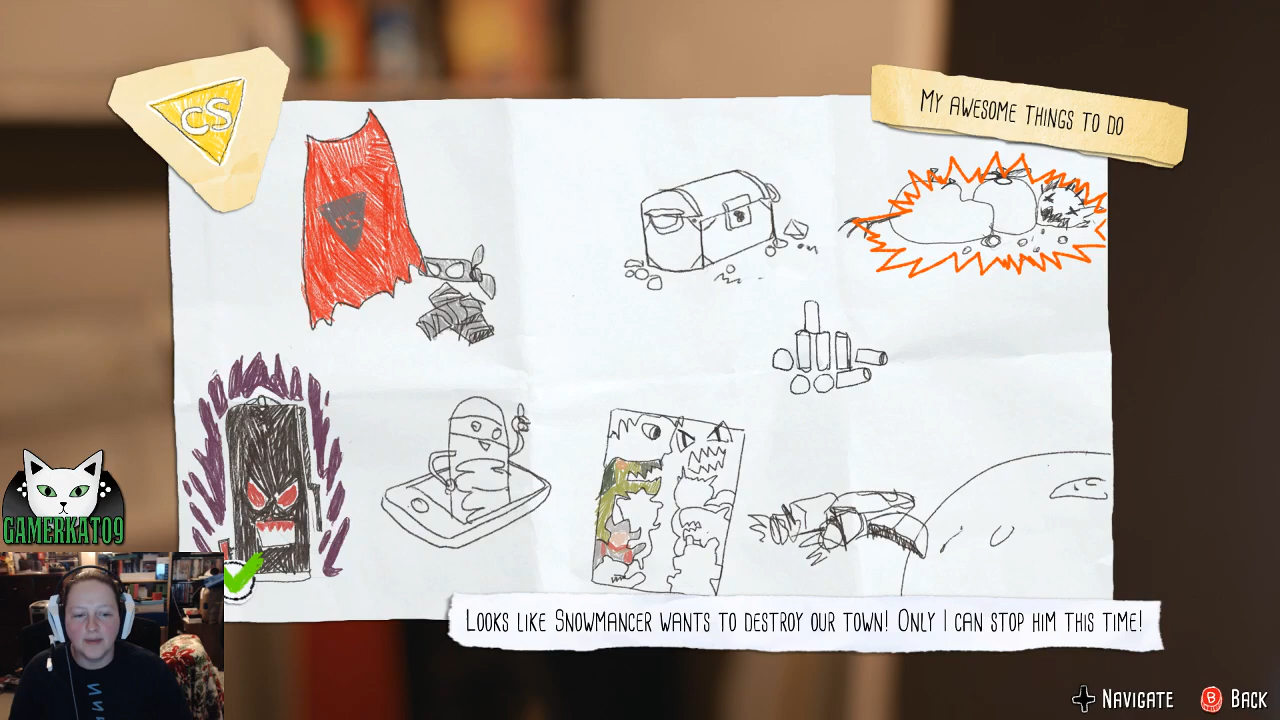 CS
MY AWESOME THINGS TO DO
CS
GAMERKAT09
LOOKS LIKE SNOWMANCER WANTS TO DESTROY OUR TOWN! ONLY I CAN STOP HIM THIS TIME!
NAVIGATE
B BACK